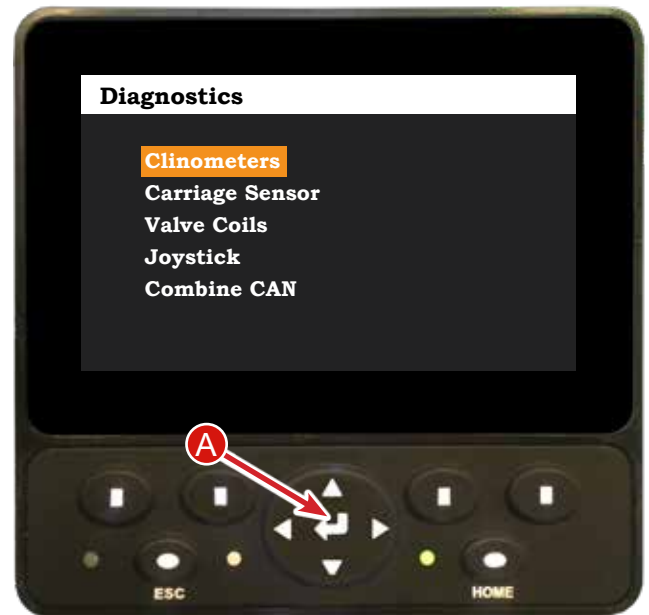 Diagnostics
Clinometers
Carriage Sensor
Valve Coils
Joystick
Combine CAN
A
ESC
HOME